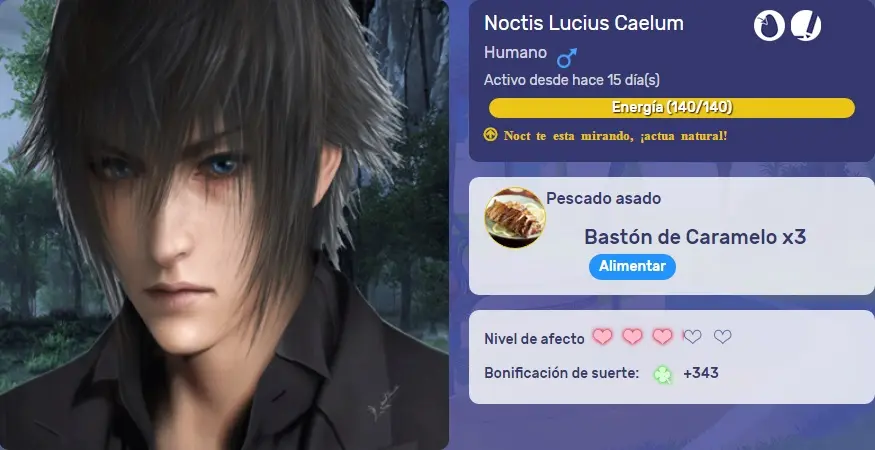 Noctis Lucius Caelum
Humano
Activo desde hace 15 día(s)
Energía (140/140)
Noct te esta mirando, ¡actua natural!
Pescado asado
Bastón de Caramelo x3
Alimentar
Nivel de afecto
Bonificación de suerte: +343